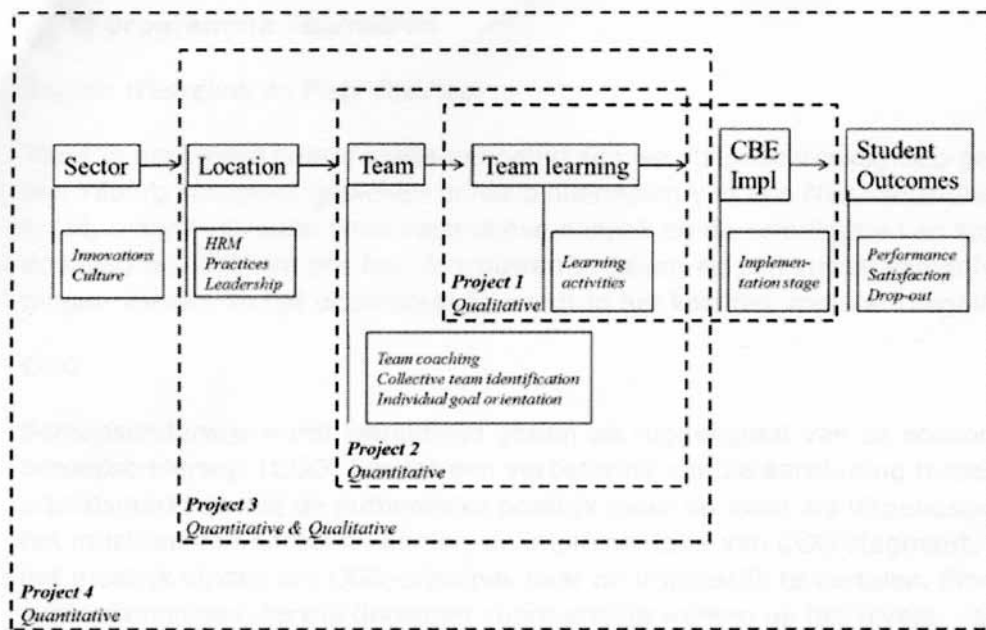 Sector
Location
Team
Team learning
CBE
Impl
Student
Outcomes
Innovations
Culture
HRM
Practices
Leadership
Project 1
Qualitative
Learning
activities
Implemen-
tation stage
Performance
Satisfaction
Drop-out
Team coaching
Collective team identification
Individual goal orientation
Project 2
Quantitative
Project 3
Quantitative & Qualitative
Project 4
Quantitative